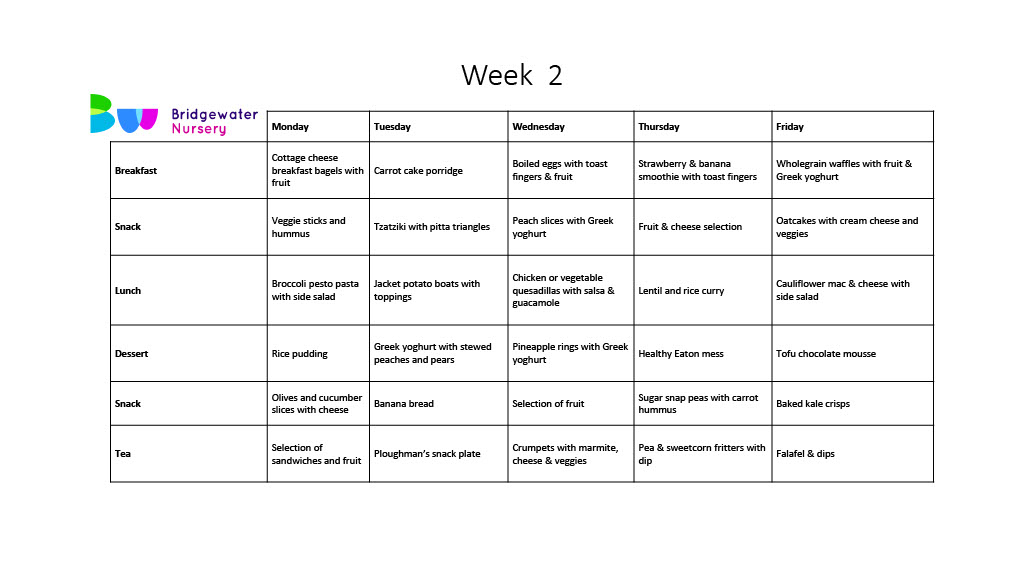 Week 2
Bridgewater
Nursery
Monday Tuesday Wednesday Thursday Friday
Breakfast
Cottage cheese
breakfast bagels with
fruit
Carrot cake porridge
Boiled eggs with toast
fingers & fruit
Strawberry & banana
smoothie with toast fingers
Wholegrain waffles with fruit &
Greek yoghurt
Snack
Veggie sticks and
hummus
Tzatziki with pitta triangles
Peach slices with Greek
yoghurt
Fruit & cheese selection
Oatcakes with cream cheese and
veggies
Lunch
Broccoli pesto pasta
with side salad
Jacket potato boats with
toppings
Chicken or vegetable
quesadillas with salsa &
guacamole
Lentil and rice curry
Cauliflower mac & cheese with
side salad
Dessert
Rice pudding
Greek yoghurt with stewed
peaches and pears
Pineapple rings with Greek
yoghurt
Healthy Eaton mess
Tofu chocolate mousse
Snack
Olives and cucumber
slices with cheese
Banana bread
Selection of fruit
Sugar snap peas with carrot
hummus
Baked kale crisps
Tea
Selection of
sandwiches and fruit
Ploughman’s snack plate
Crumpets with marmite,
cheese & veggies
Pea & sweetcorn fritters with
dip
Falafel & dips